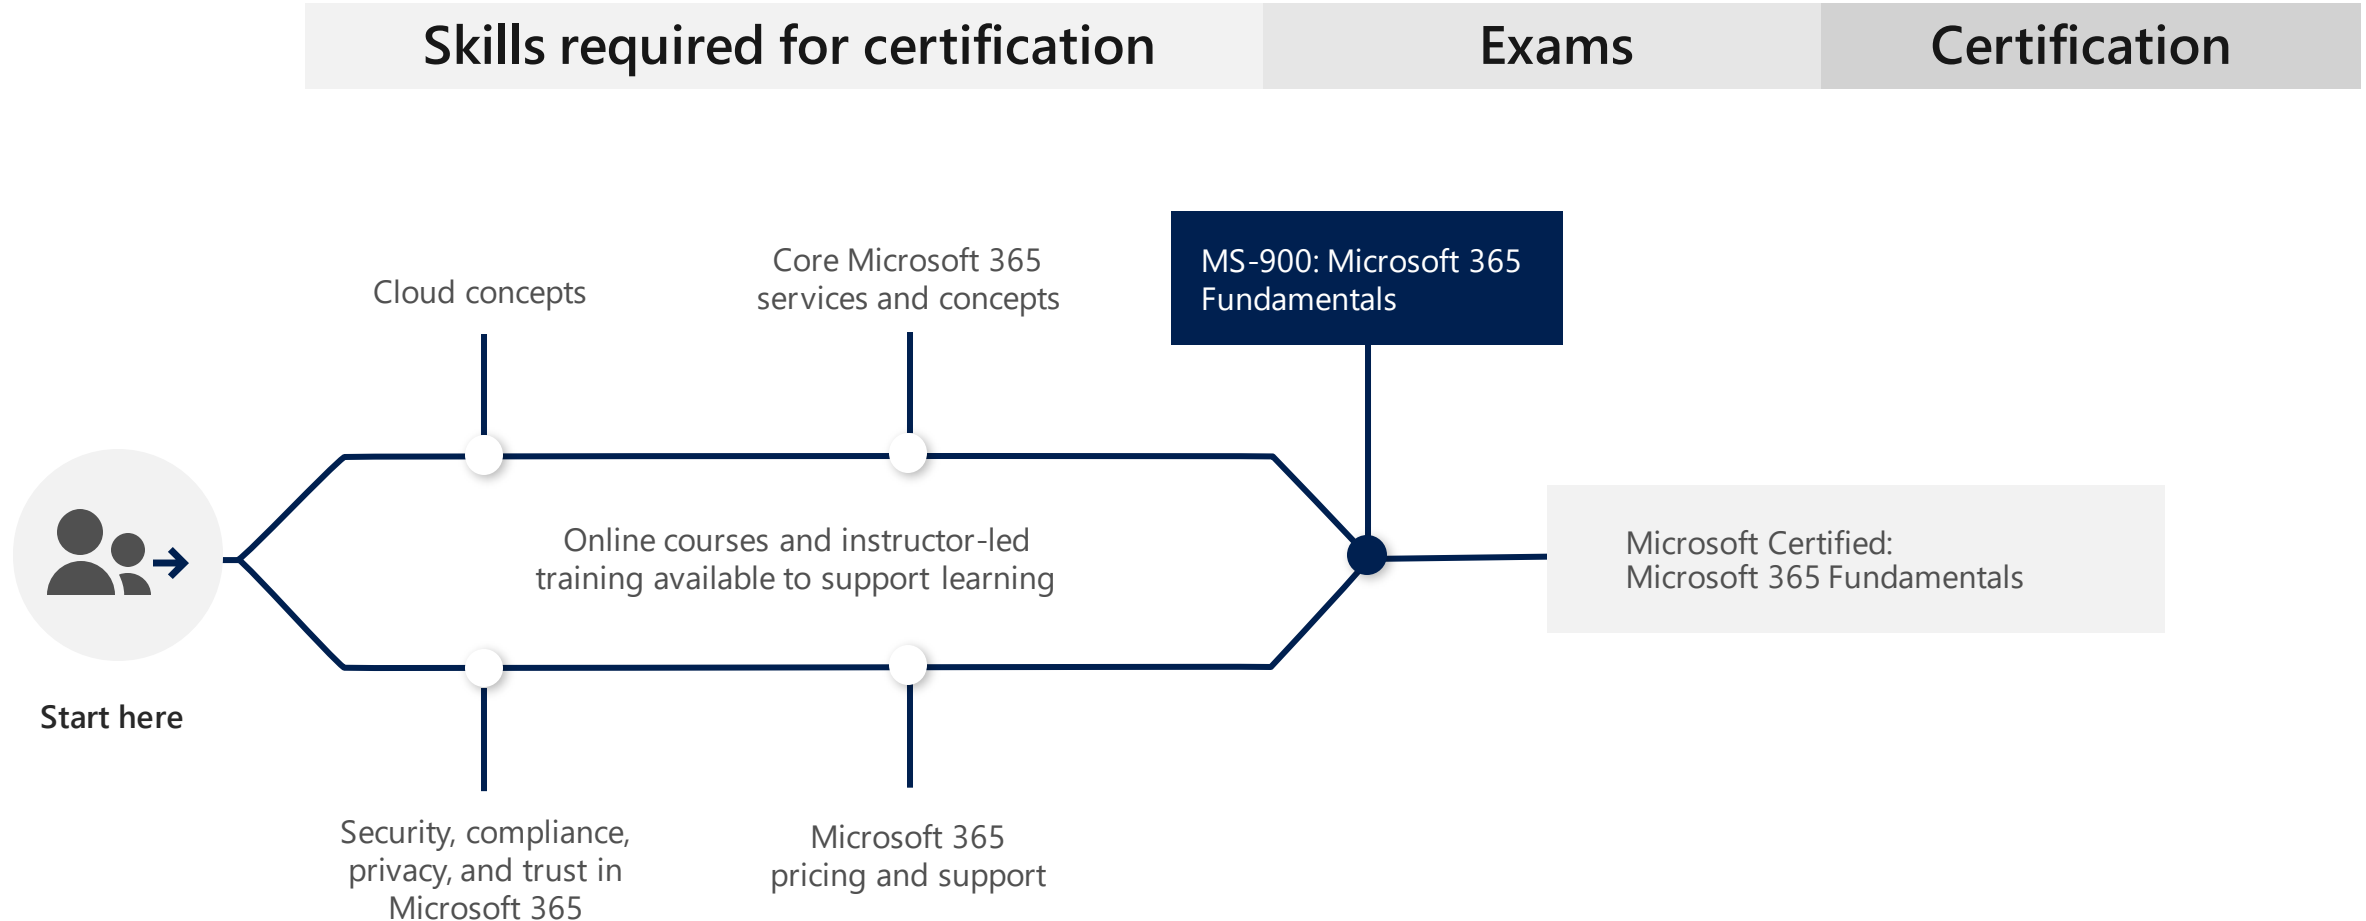 Skills required for certification
Exams
Certification
Cloud concepts
Core Microsoft 365
services and concepts
MS-900: Microsoft 365
Fundamentals
Online courses and instructor-led
training available to support learning
Microsoft Certified:
Microsoft 365 Fundamentals
Start here
Security, compliance,
privacy, and trust in
Microsoft 365
Microsoft 365
pricing and support